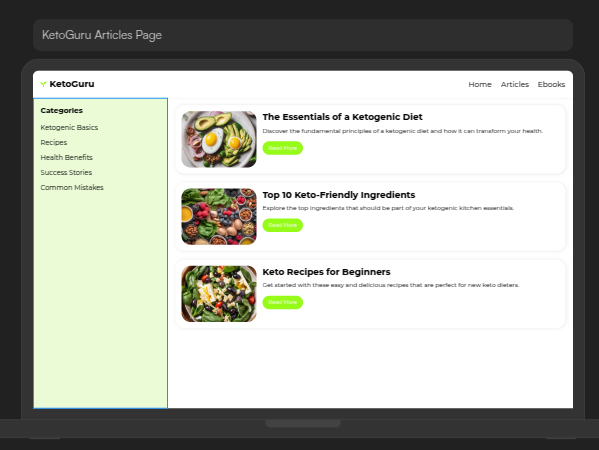 KetoGuru Articles Page
KetoGuru
Home Articles Ebooks
Categories
Ketogenic Basics
Recipes
Health Benefits
Success Stories
Common Mistakes
The Essentials of a Ketogenic Diet
Discover the fundamental principles of a ketogenic diet and how it can transform your health.
Read More
Top 10 Keto-Friendly Ingredients
Explore the top ingredients that should be part of your ketogenic kitchen essentials.
Read More
Keto Recipes for Beginners
Get started with these easy and delicious recipes that are perfect for new keto dieters.
Read More